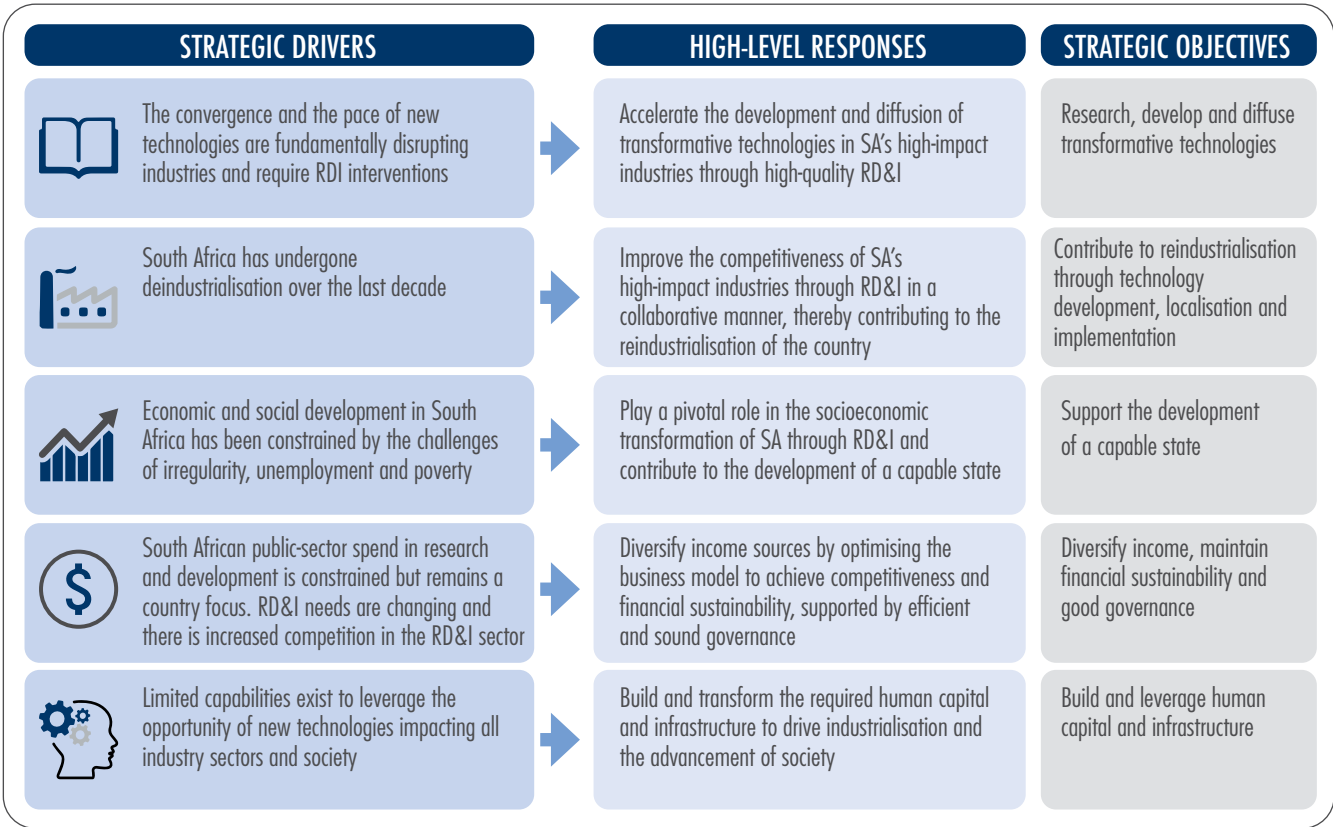 STRATEGIC DRIVERS
HIGH-LEVEL RESPONSES
STRATEGIC OBJECTIVES
The convergence and the pace of new
technologies are fundamentally disrupting
industries and require RDI interventions
Accelerate the development and diffusion of
transformative technologies in SA's high-impact
industries through high-quality RD&I
Research, develop and diffuse
transformative technologies
South Africa has undergone
deindustrialisation over the last decade
Improve the competitiveness of SA's
high-impact industries through RD&I in a
collaborative manner, thereby contributing to the
reindustrialisation of the country
Contribute to reindustrialisation
through technology
development, localisation and
implementation
Economic and social development in South
Africa has been constrained by the challenges
of irregularity, unemployment and poverty
Play a pivotal role in the socioeconomic
transformation of SA through RD&I and
contribute to the development of a capable state
Support the development
of a capable state
$
South African public-sector spend in research
and development is constrained but remains a
country focus. RD&I needs are changing and
there is increased competition in the RD&I sector
Diversify income sources by optimising the
business model to achieve competitiveness and
financial sustainability, supported by efficient
and sound governance
Diversify income, maintain
financial sustainability and
good governance
Limited capabilities exist to leverage the
opportunity of new technologies impacting all
industry sectors and society
Build and transform the required human capital
and infrastructure to drive industrialisation and
the advancement of society
Build and leverage human
capital and infrastructure